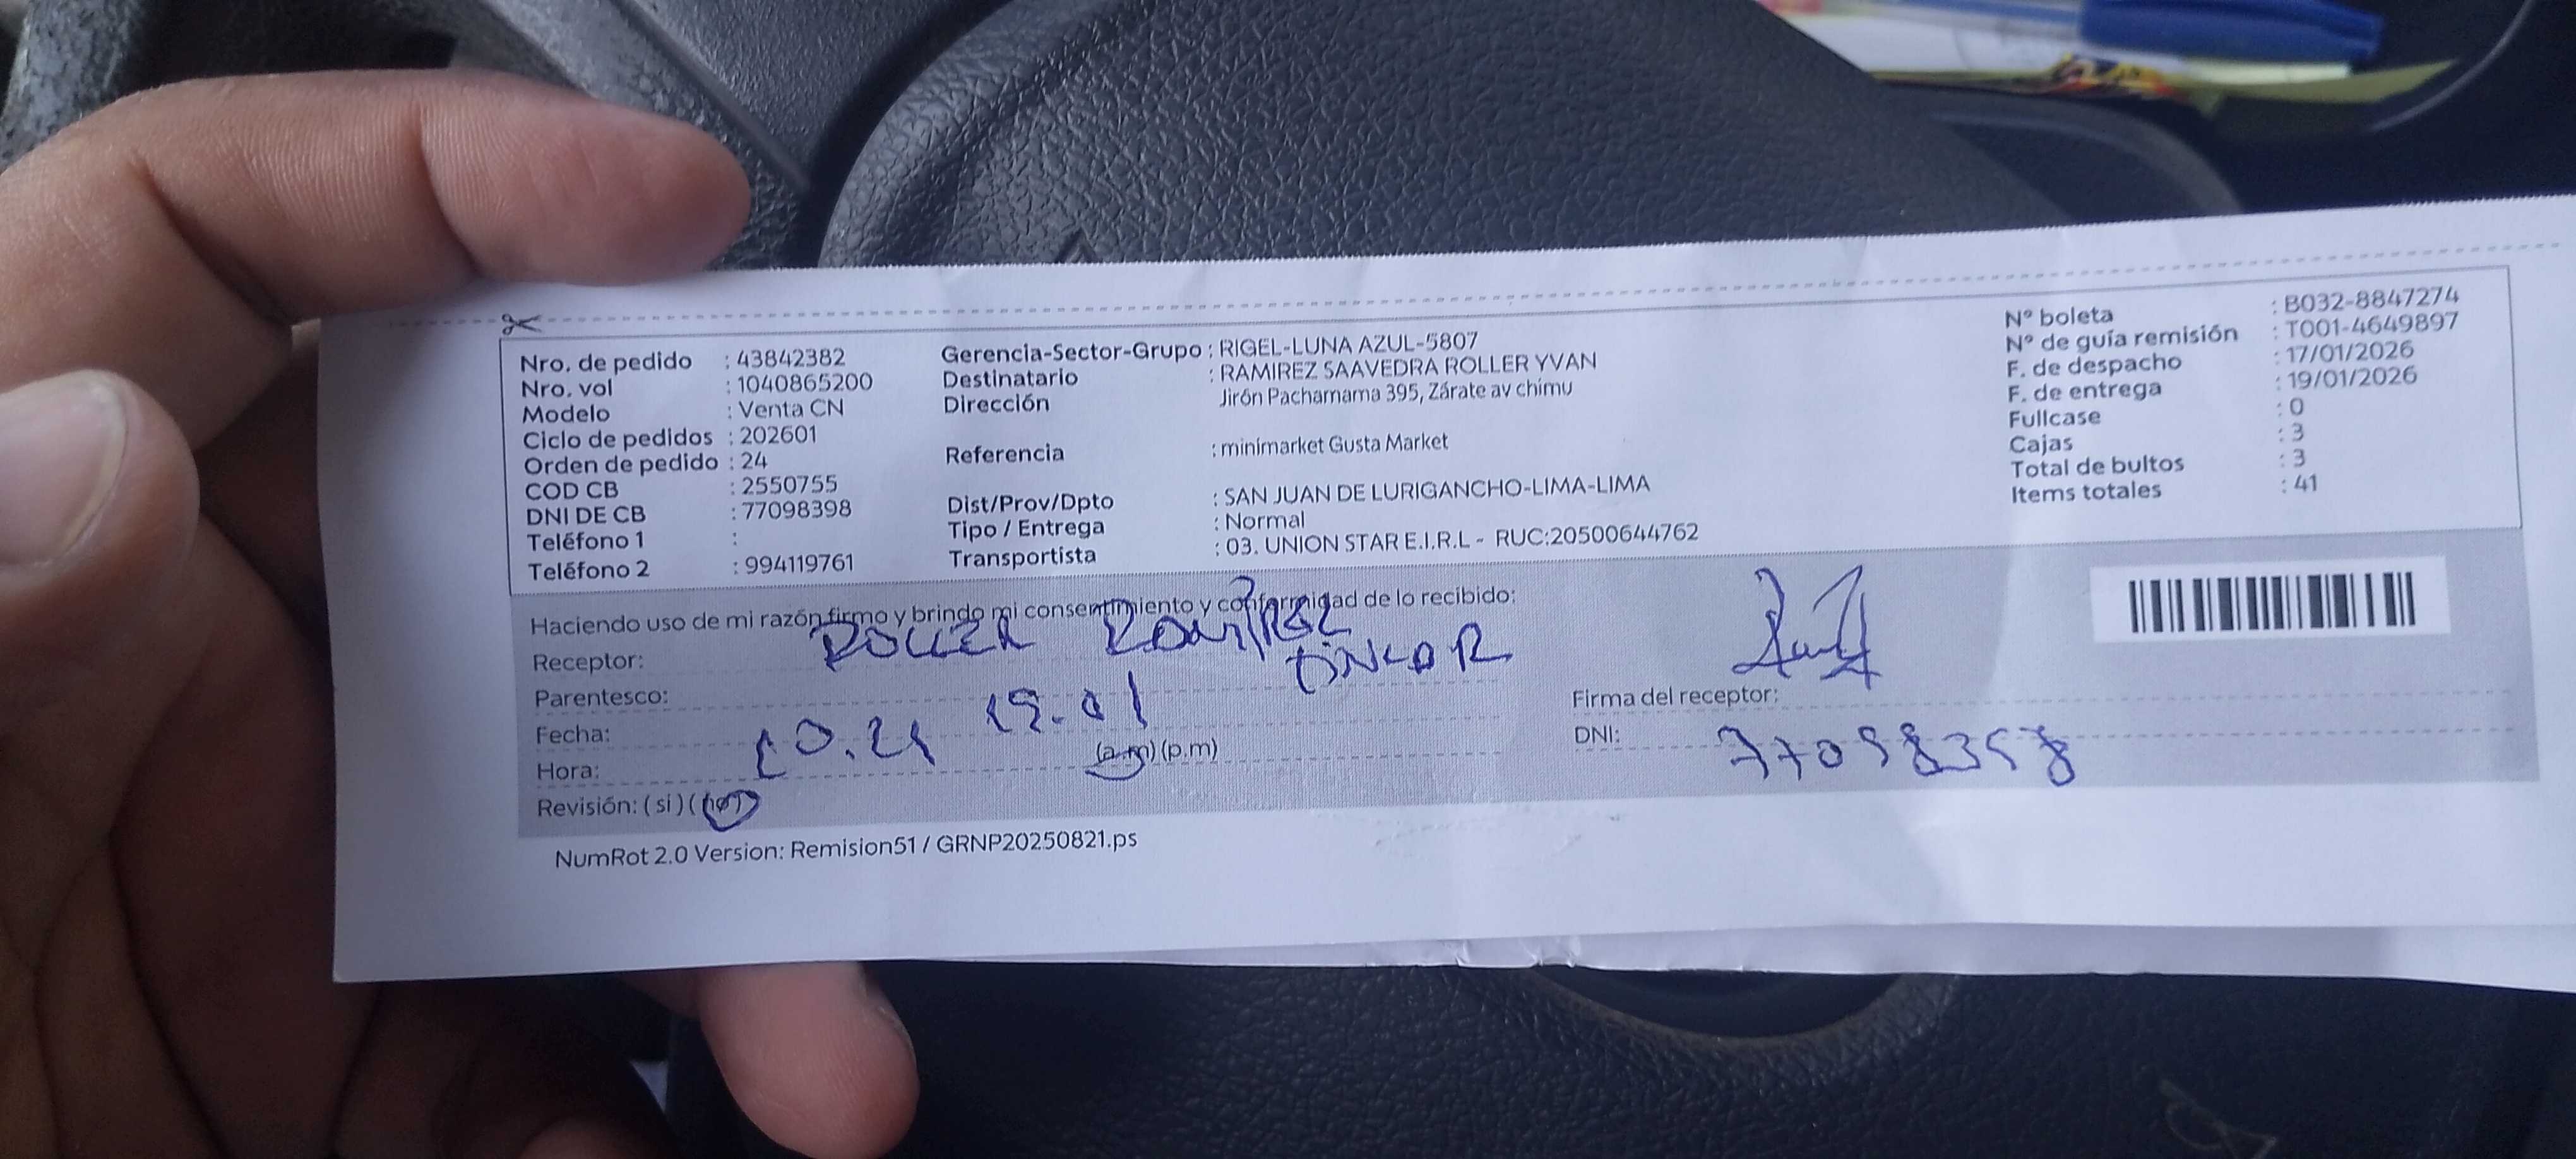 Nro. de pedido : 43842382
Nro. vol : 1040865200
Modelo : Venta CN
Ciclo de pedidos : 202601
Orden de pedido : 24
COD CB : 2550755
DNI DE CB : 77098398
Teléfono 1 :
Teléfono 2 : 994119761
Gerencia-Sector-Grupo : RIGEL-LUNA AZUL-5807
Destinatario : RAMIREZ SAAVEDRA ROLLER YVAN
Dirección Jirón Pachamama 395, Zárate av chimu
Referencia : minimarket Gusta Market
Dist/Prov/Dpto : SAN JUAN DE LURIGANCHO-LIMA-LIMA
Tipo / Entrega : Normal
Transportista : 03. UNION STAR E.I.R.L - RUC:20500644762
N° boleta : B032-8847274
N° de guía remisión : T001-4649897
F. de despacho : 17/01/2026
F. de entrega : 19/01/2026
Fullcase : 0
Cajas : 3
Total de bultos : 3
Items totales : 41
Haciendo uso de mi razón firmo y brindo mi consentimiento y conformidad de lo recibido:
Receptor: ROLLER RAMIREZ
Parentesco:
Fecha: 19.01
Hora: 10.21 (a.m) (p.m)
Revisión: (si) (no)
Firma del receptor:
DNI: 77098398
NumRot 2.0 Version: Remision51 / GRNP20250821.ps